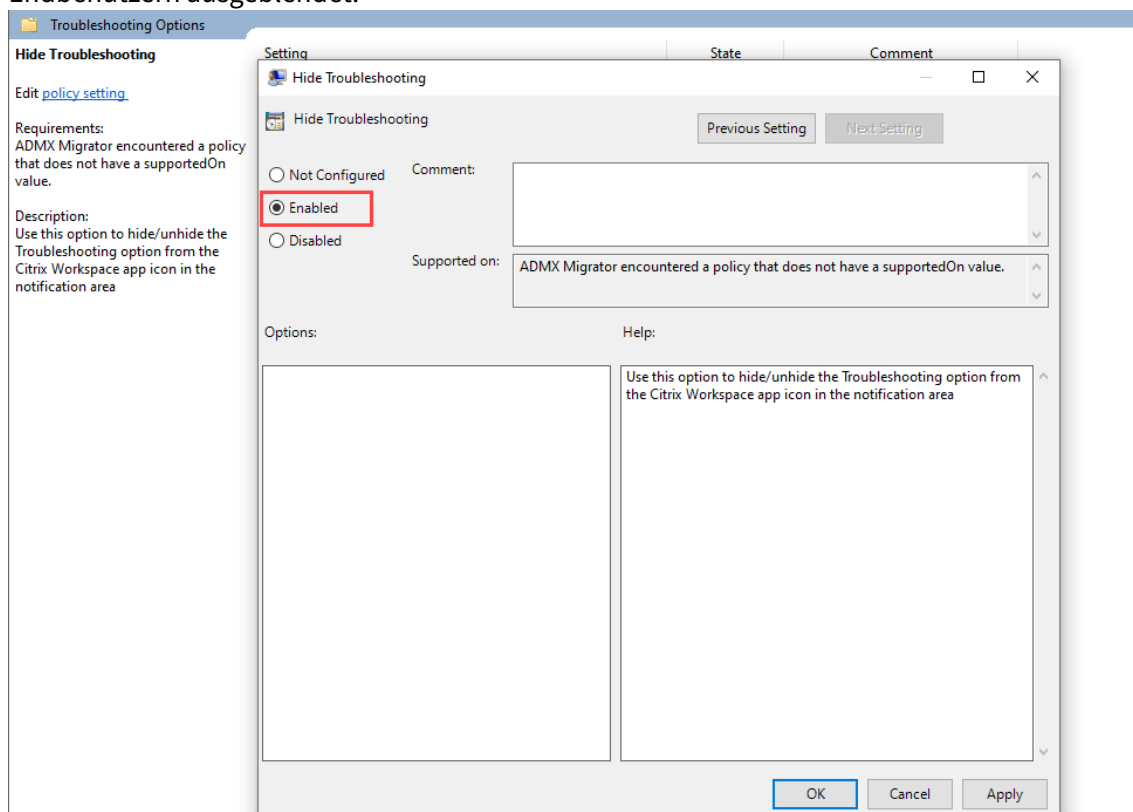 Endbenutzern ausgeblendet.
Troubleshooting Options
Hide Troubleshooting
Edit policy setting
Requirements:
ADMX Migrator encountered a policy
that does not have a supportedOn
value.
Description:
Use this option to hide/unhide the
Troubleshooting option from the
Citrix Workspace app icon in the
notification area
Setting State Comment
Hide Troubleshooting
Hide Troubleshooting
Previous Setting Next Setting
Not Configured
Enabled
Disabled
Comment:
Supported on:
ADMX Migrator encountered a policy that does not have a supportedOn value.
Options:
Help:
Use this option to hide/unhide the Troubleshooting option from
the Citrix Workspace app icon in the notification area
OK Cancel Apply